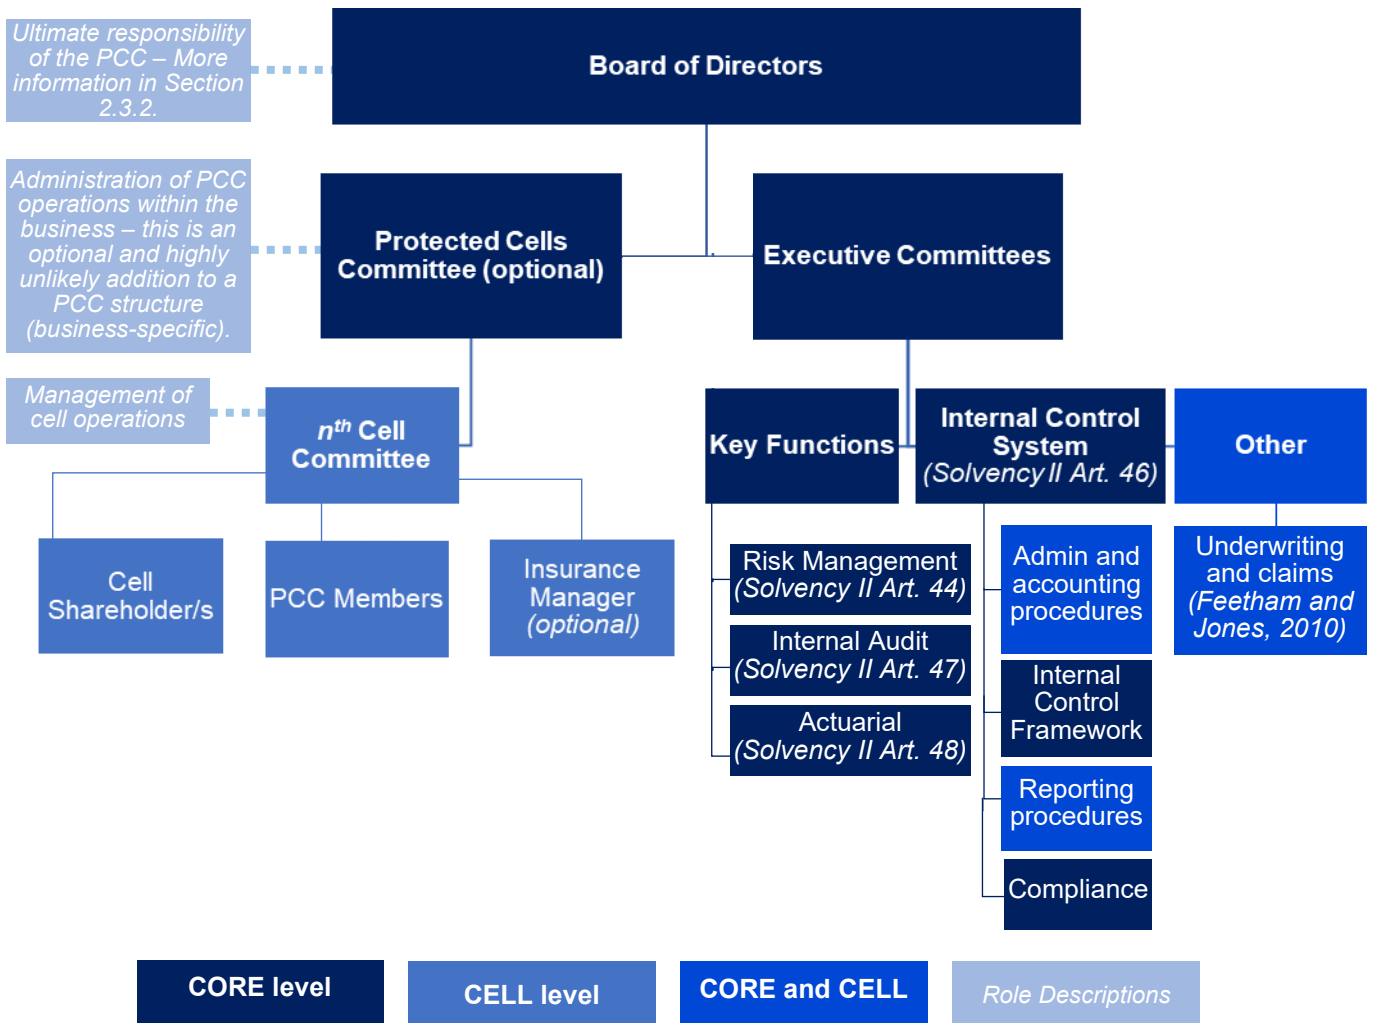 Ultimate responsibility
of the PCC – More
information in Section
2.3.2.
Board of Directors
Administration of PCC
operations within the
business – this is an
optional and highly
unlikely addition to a
PCC structure
(business-specific).
Protected Cells
Committee (optional)
Executive Committees
Management of
cell operations
nth Cell
Committee
Key Functions
Internal Control
System
(Solvency II Art. 46)
Other
Cell
Shareholder/s
PCC Members
Insurance
Manager
(optional)
Risk Management
(Solvency II Art. 44)
Internal Audit
(Solvency II Art. 47)
Actuarial
(Solvency II Art. 48)
Admin and
accounting
procedures
Internal
Control
Framework
Reporting
procedures
Compliance
Underwriting
and claims
(Feetham and
Jones, 2010)
CORE level
CELL level
CORE and CELL
Role Descriptions